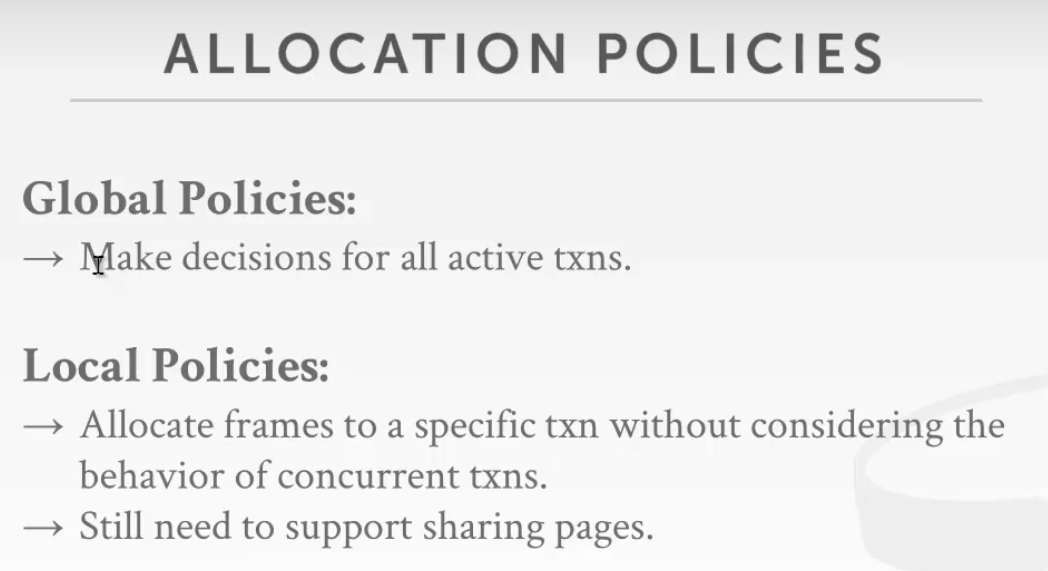 ALLOCATION POLICIES
Global Policies:
→ Make decisions for all active txns.
Local Policies:
→ Allocate frames to a specific txn without considering the
behavior of concurrent txns.
→ Still need to support sharing pages.